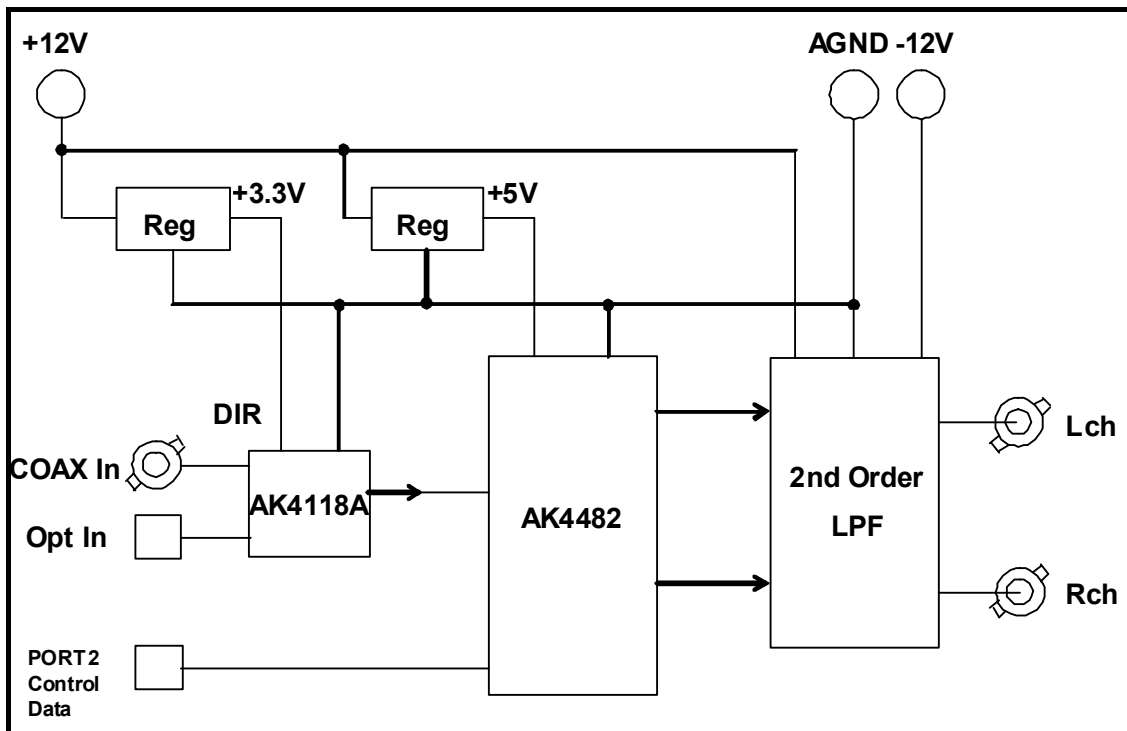 +12V
AGND -12V
+3.3V
Reg
+5V
Reg
DIR
COAX In
AK4118A
Opt In
AK4482
2nd Order
LPF
Lch
Rch
PORT2
Control
Data